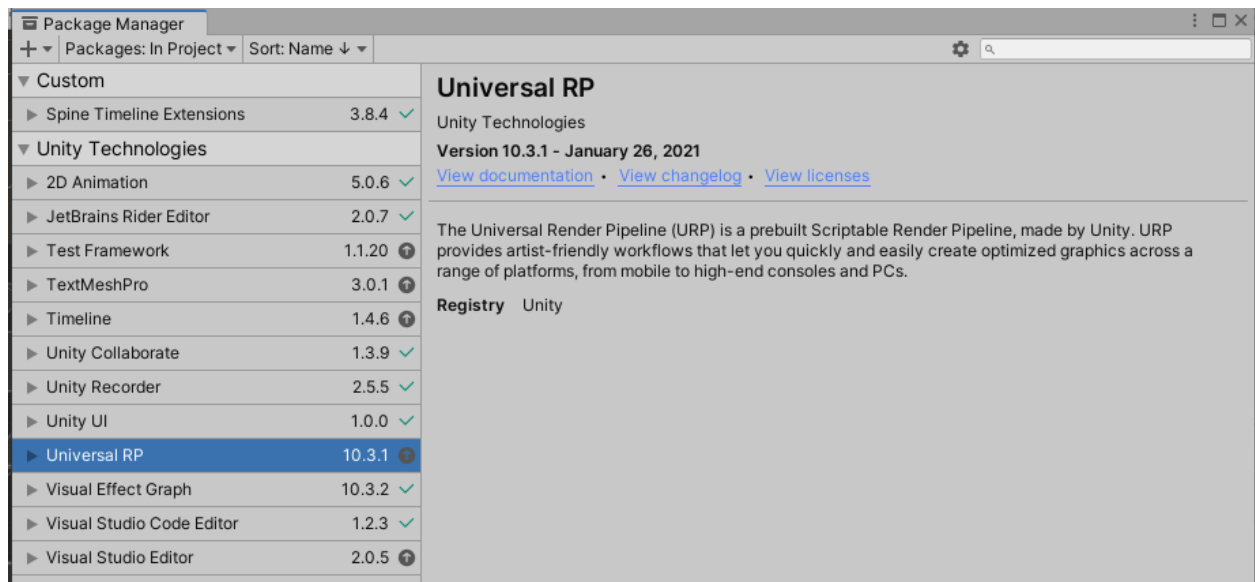 Package Manager
Packages: In Project Sort: Name ↓
Custom
Spine Timeline Extensions 3.8.4
Unity Technologies
2D Animation 5.0.6
JetBrains Rider Editor 2.0.7
Test Framework 1.1.20
TextMeshPro 3.0.1
Timeline 1.4.6
Unity Collaborate 1.3.9
Unity Recorder 2.5.5
Unity UI 1.0.0
Universal RP 10.3.1
Visual Effect Graph 10.3.2
Visual Studio Code Editor 1.2.3
Visual Studio Editor 2.0.5
Universal RP
Unity Technologies
Version 10.3.1 - January 26, 2021
View documentation • View changelog • View licenses
The Universal Render Pipeline (URP) is a prebuilt Scriptable Render Pipeline, made by Unity. URP
provides artist-friendly workflows that let you quickly and easily create optimized graphics across a
range of platforms, from mobile to high-end consoles and PCs.
Registry Unity